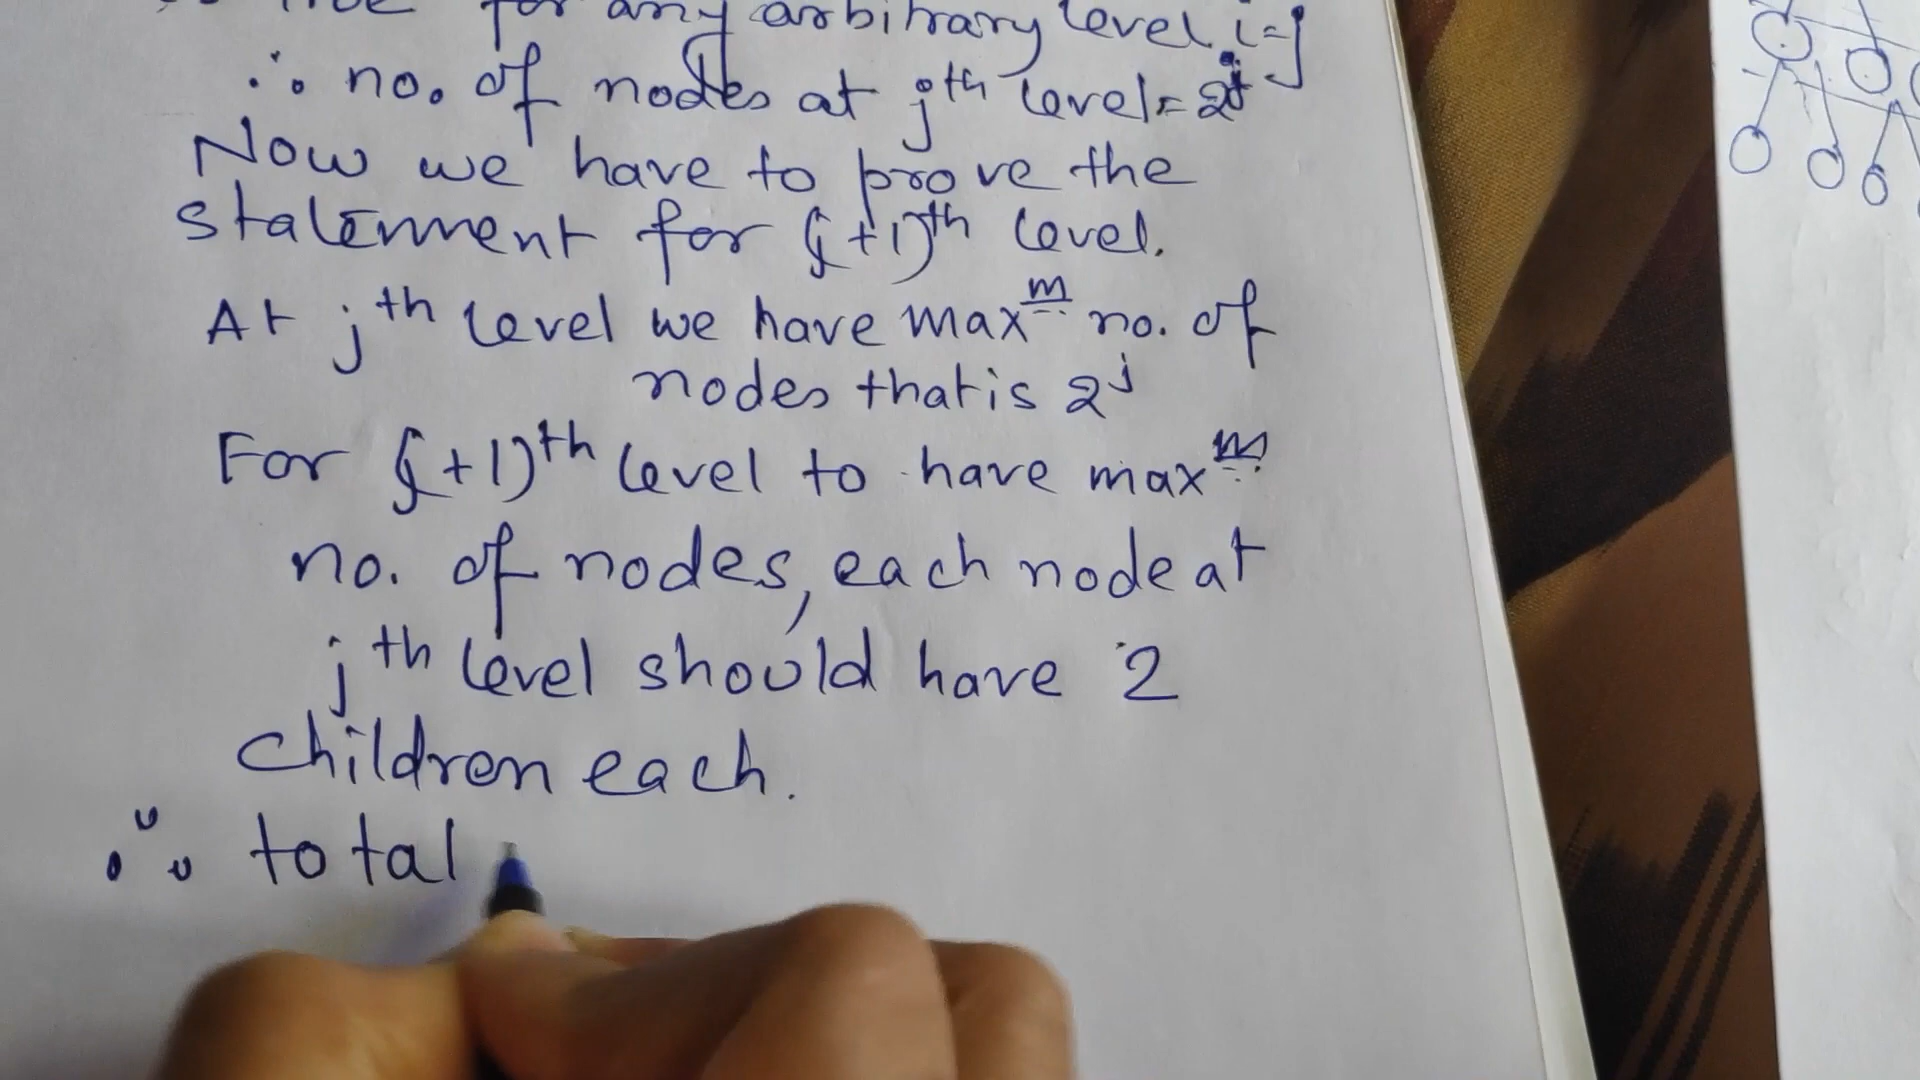 for any arbitrary level i=j
∴ no. of nodes at jth level = 2^j
Now we have to prove the
statement for (j+1)th level.
At jth level we have maxm no. of
nodes that is 2^j
For (j+1)th level to have maxm
no. of nodes, each node at
jth level should have 2
children each.
∴ total